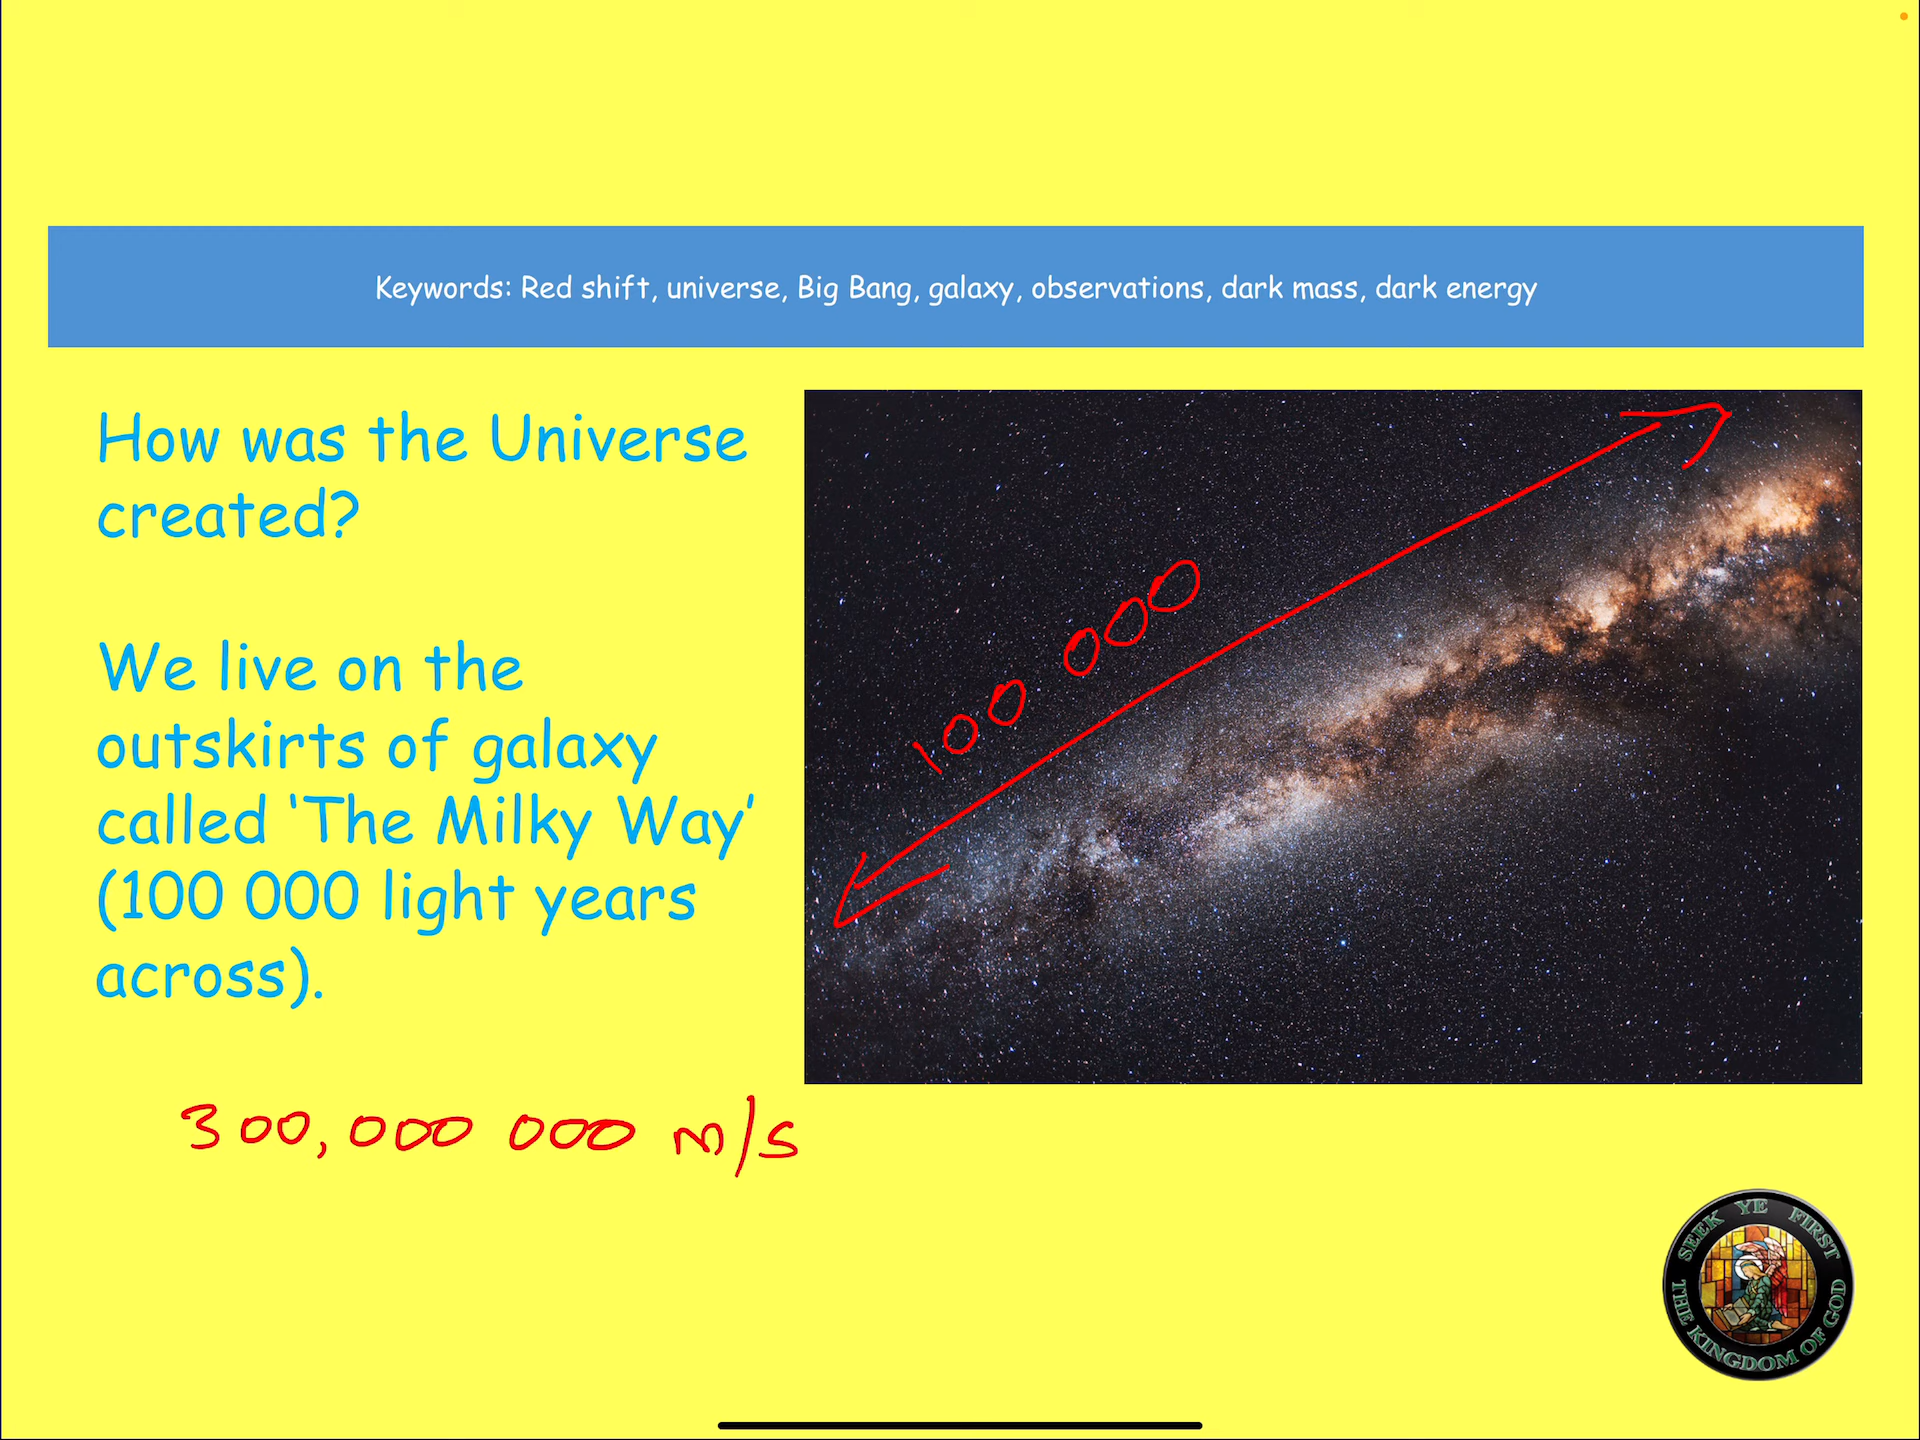 Keywords: Red shift, universe, Big Bang, galaxy, observations, dark mass, dark energy
How was the Universe
created?
We live on the
outskirts of galaxy
called ‘The Milky Way’
(100 000 light years
across).
100 000
300,000 000 m/s
SEEK YE FIRST
THE KINGDOM OF GOD